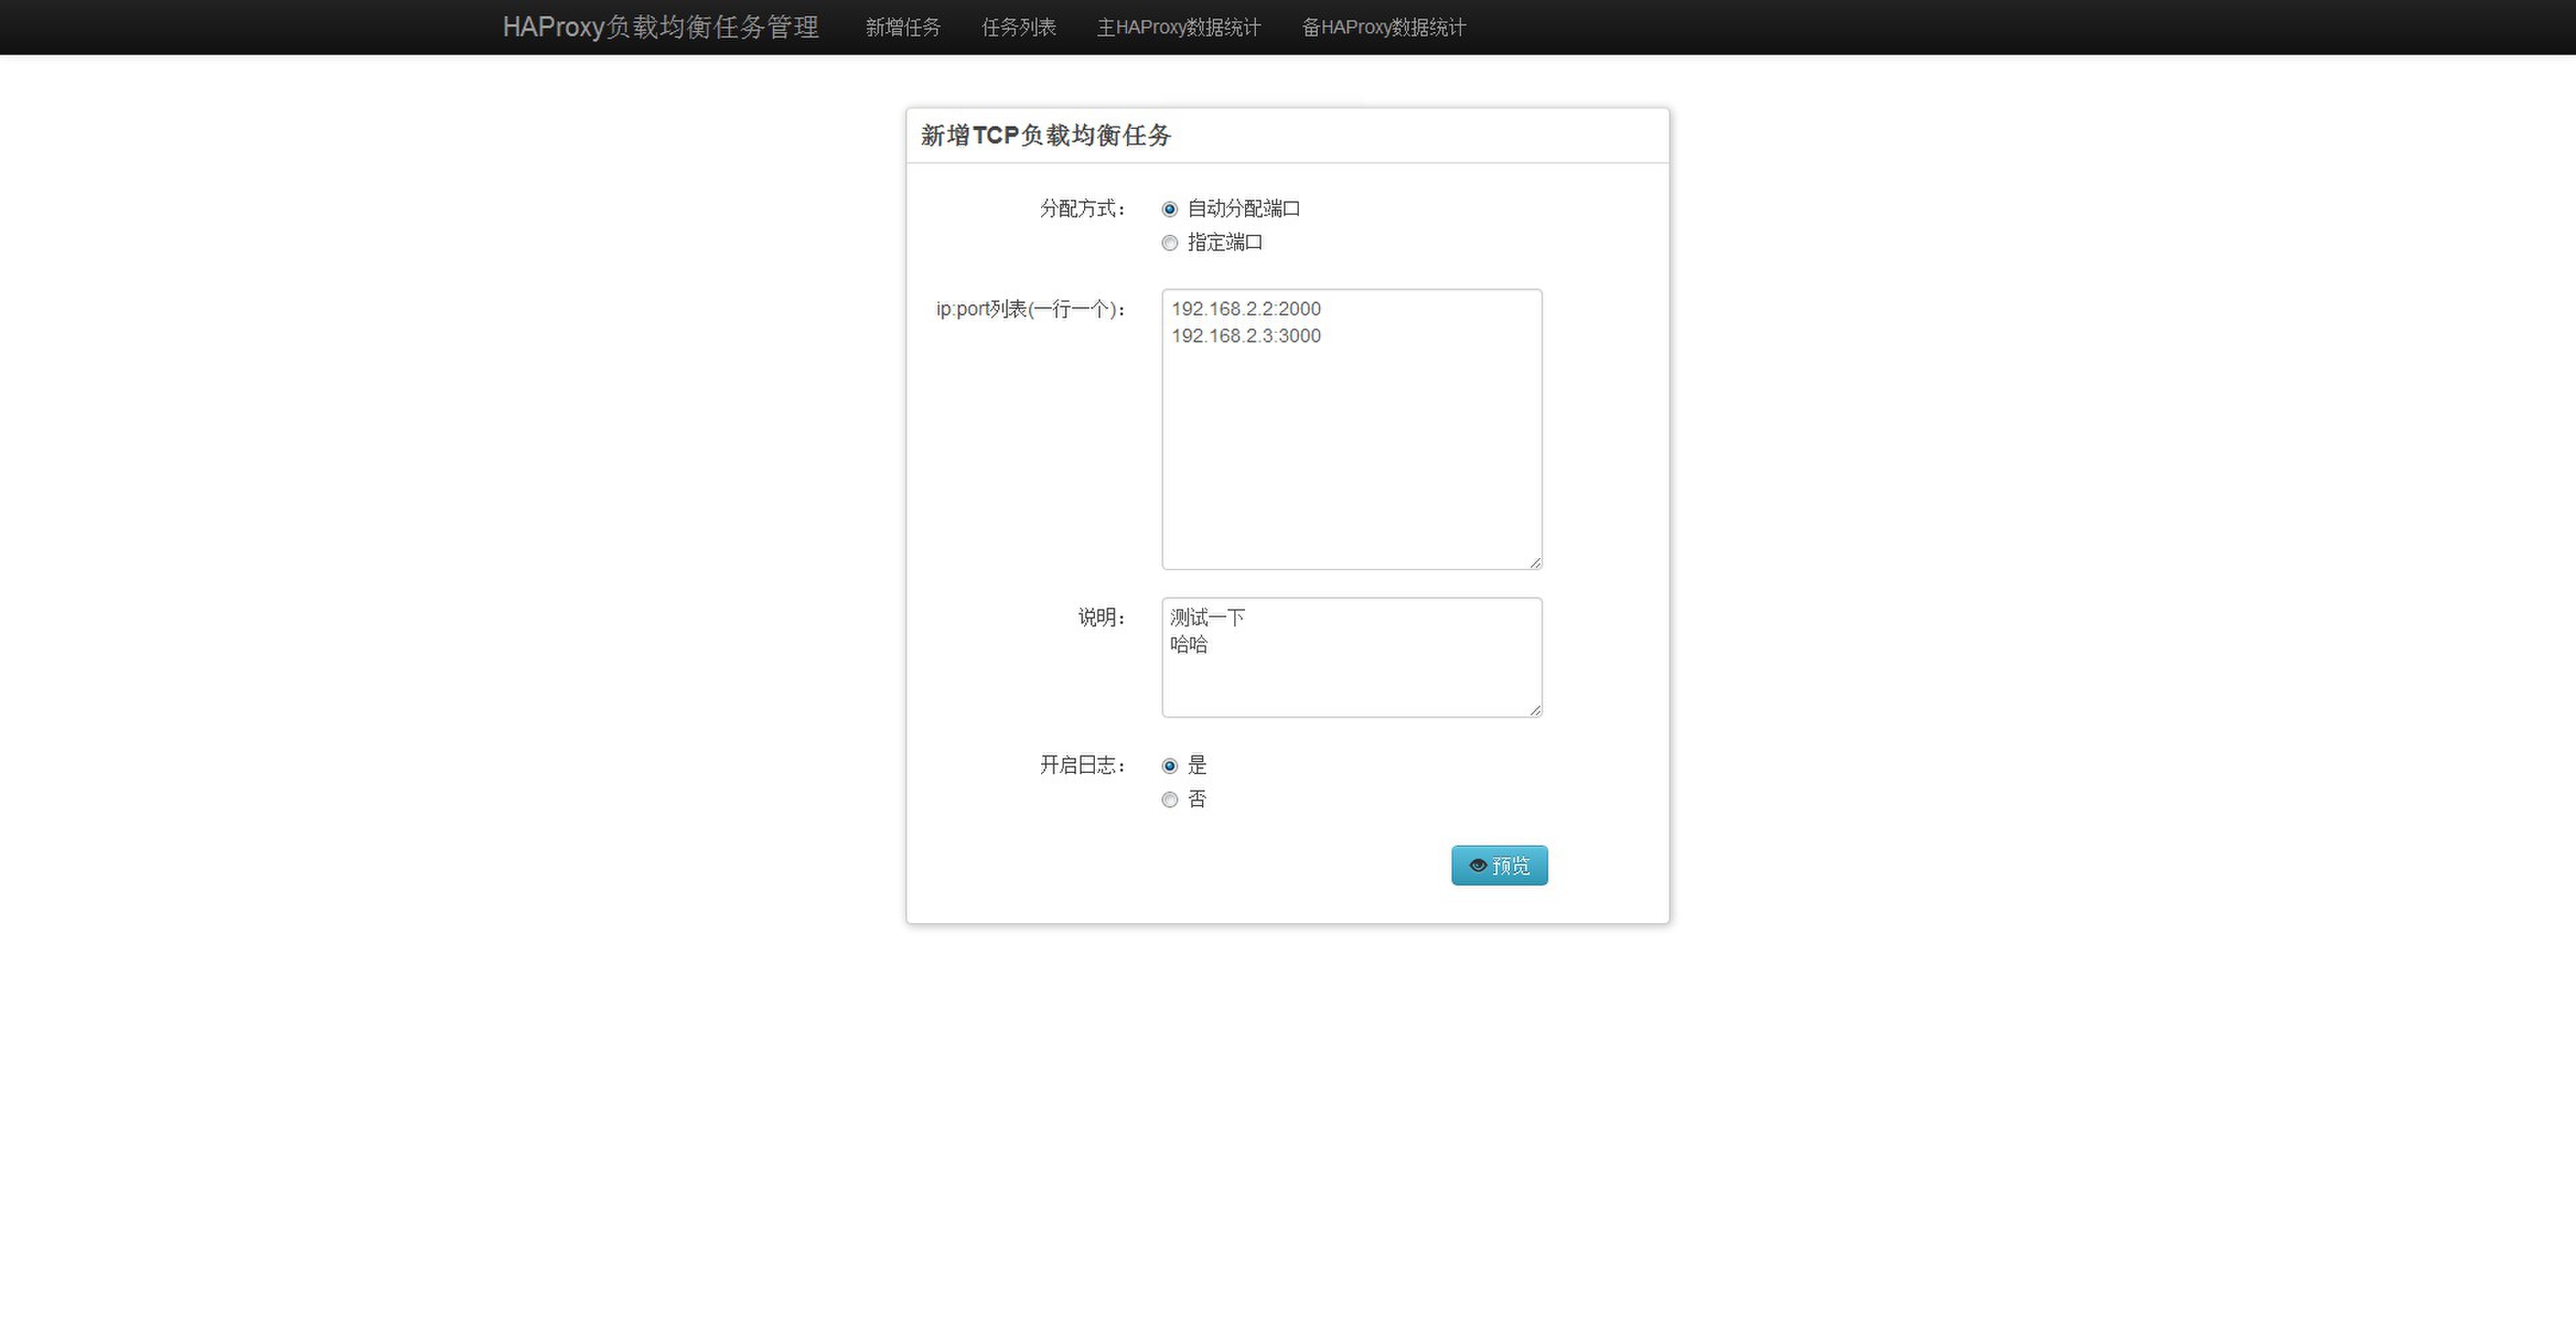 HAProxy负载均衡任务管理 新增任务 任务列表 主HAProxy数据统计 备HAProxy数据统计
新增TCP负载均衡任务
分配方式： 自动分配端口
指定端口
ip:port列表(一行一个)： 192.168.2.2:2000
192.168.2.3:3000
说明： 测试一下
哈哈
开启日志： 是
否
预览